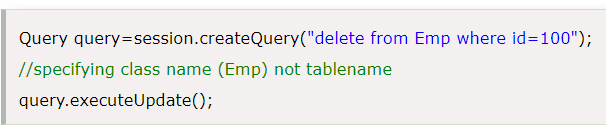 Query query=session.createQuery("delete from Emp where id=100");
//specifying class name (Emp) not tablename
query.executeUpdate();